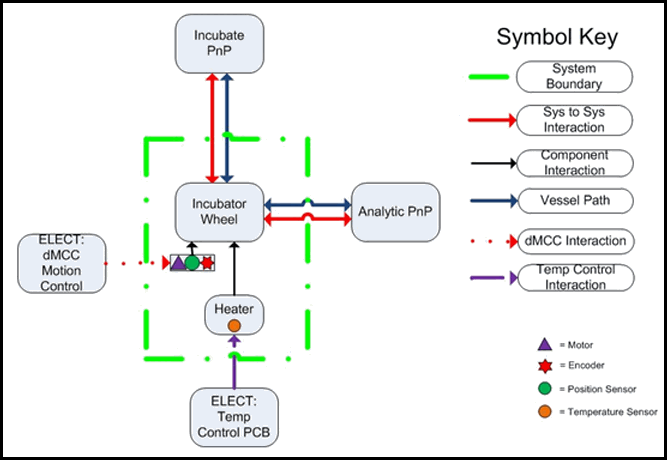 Incubate
PnP
Symbol Key
System
Boundary
Sys to Sys
Interaction
Component
Interaction
Incubator
Wheel
Analytic PnP
Vessel Path
ELECT:
dMCC
Motion
Control
dMCC Interaction
Temp Control
Interaction
Heater
= Motor
= Encoder
= Position Sensor
= Temperature Sensor
ELECT:
Temp
Control PCB